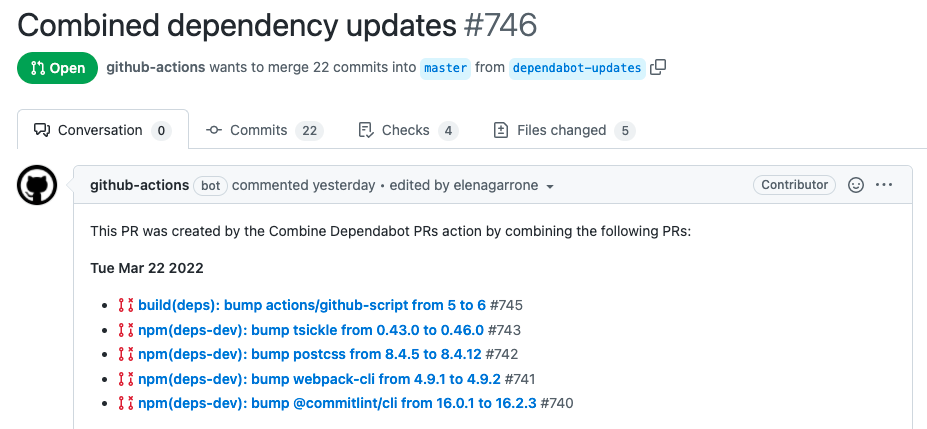 Combined dependency updates #746
Open github-actions wants to merge 22 commits into master from dependabot-updates
Conversation 0 Commits 22 Checks 4 Files changed 5
github-actions bot commented yesterday • edited by elenagarrone Contributor
This PR was created by the Combine Dependabot PRs action by combining the following PRs:
Tue Mar 22 2022
build(deps): bump actions/github-script from 5 to 6 #745
npm(deps-dev): bump tsickle from 0.43.0 to 0.46.0 #743
npm(deps-dev): bump postcss from 8.4.5 to 8.4.12 #742
npm(deps-dev): bump webpack-cli from 4.9.1 to 4.9.2 #741
npm(deps-dev): bump @commitlint/cli from 16.0.1 to 16.2.3 #740